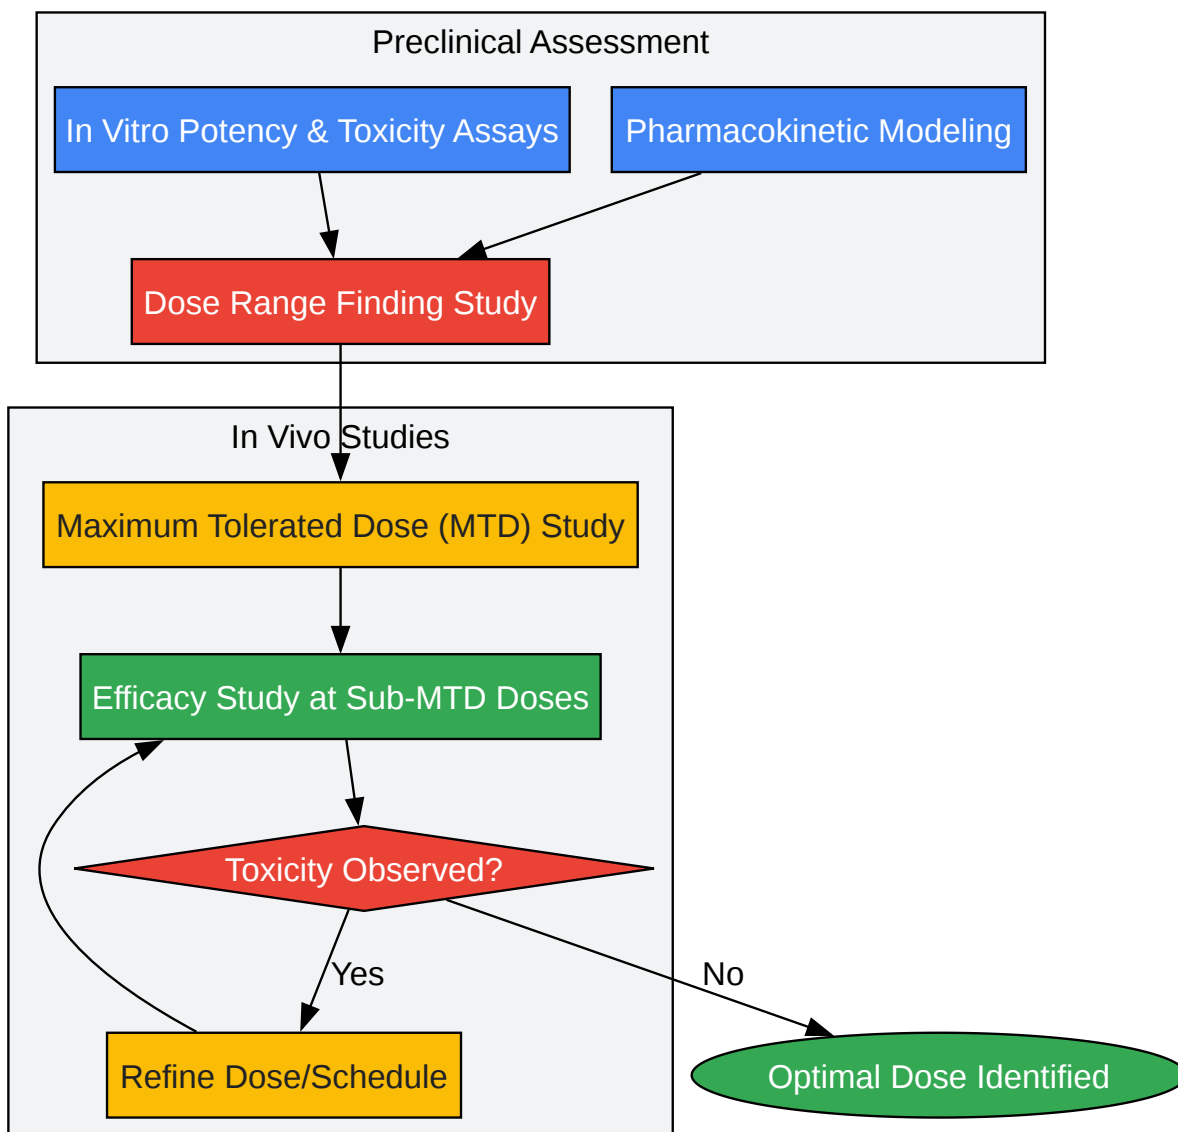 Preclinical Assessment
In Vitro Potency & Toxicity Assays
Pharmacokinetic Modeling
Dose Range Finding Study
In Vivo Studies
Maximum Tolerated Dose (MTD) Study
Efficacy Study at Sub-MTD Doses
Toxicity Observed?
Yes
No
Refine Dose/Schedule
Optimal Dose Identified